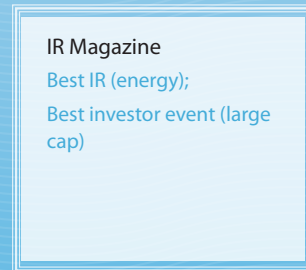 IR Magazine
Best IR (energy);
Best investor event (large
cap)